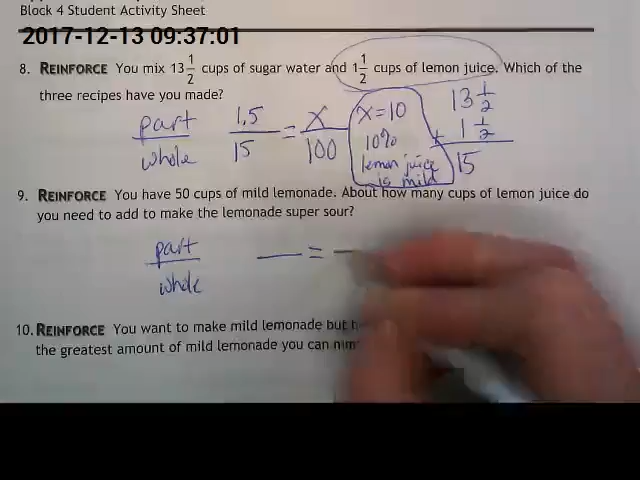 Block 4 Student Activity Sheet
2017-12-13 09:37:01
8. REINFORCE You mix 13 1/2 cups of sugar water and 1 1/2 cups of lemon juice. Which of the
three recipes have you made?
part/whole 1.5/15 = x/100
x=10
10%
lemon juice
is mild
13 1/2
+ 1 1/2
15
9. REINFORCE You have 50 cups of mild lemonade. About how many cups of lemon juice do
you need to add to make the lemonade super sour?
part
whole
=
10. REINFORCE You want to make mild lemonade but
the greatest amount of mild lemonade you can